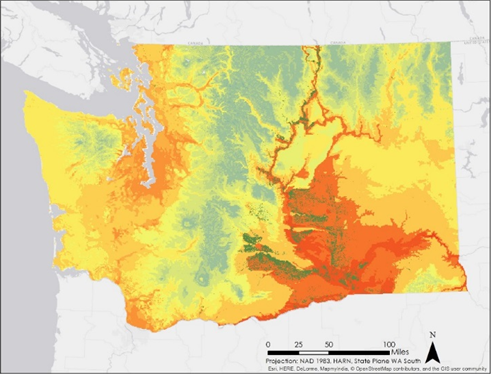 CANADA
0 25 50 100
Miles
N
Projection: NAD 1983, HARN, State Plane WA South
Esri, HERE, DeLorme, MapmyIndia, © OpenStreetMap contributors, and the GIS user community